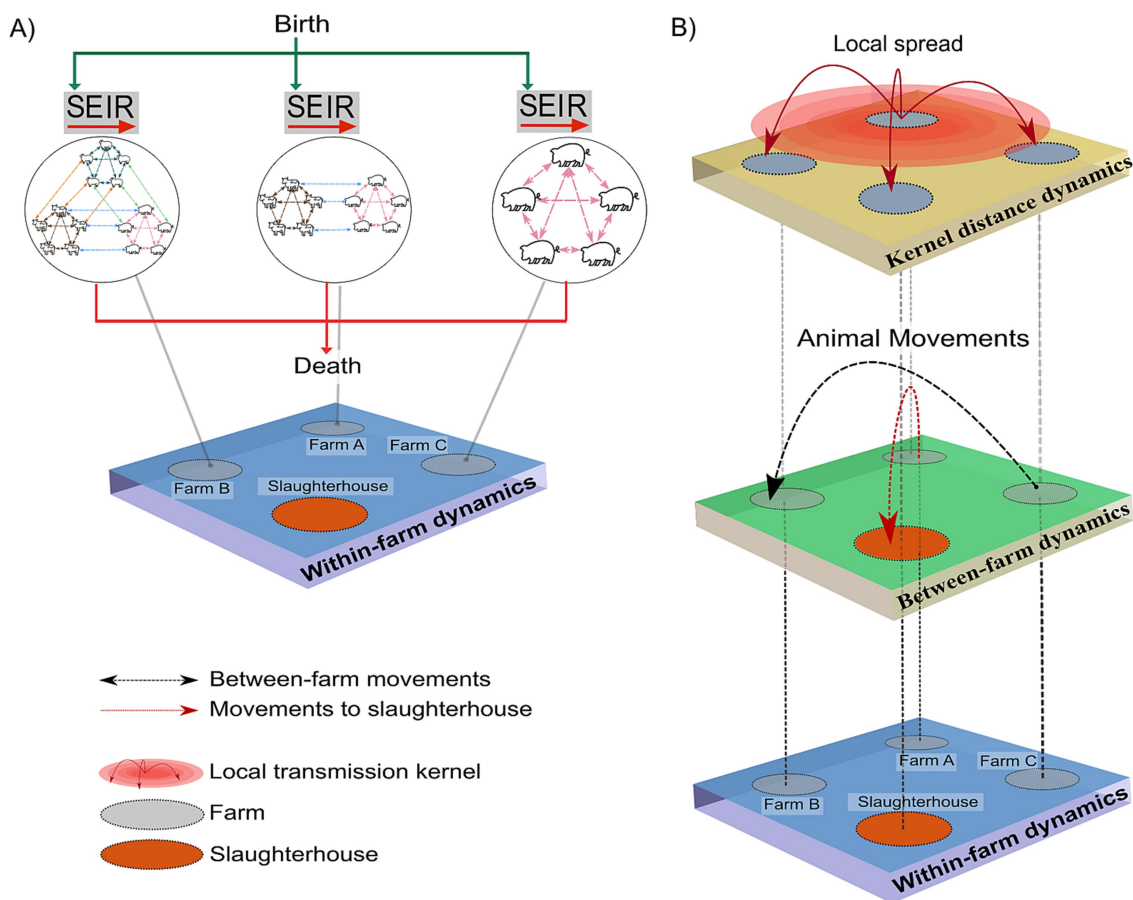 A)
Birth
SEIR
SEIR
SEIR
Death
Farm A
Farm C
Farm B
Slaughterhouse
Within-farm dynamics
Between-farm movements
Movements to slaughterhouse
Local transmission kernel
Farm
Slaughterhouse
B)
Local spread
Kernel distance dynamics
Animal Movements
Between-farm dynamics
Farm A
Farm C
Farm B
Slaughterhouse
Within-farm dynamics